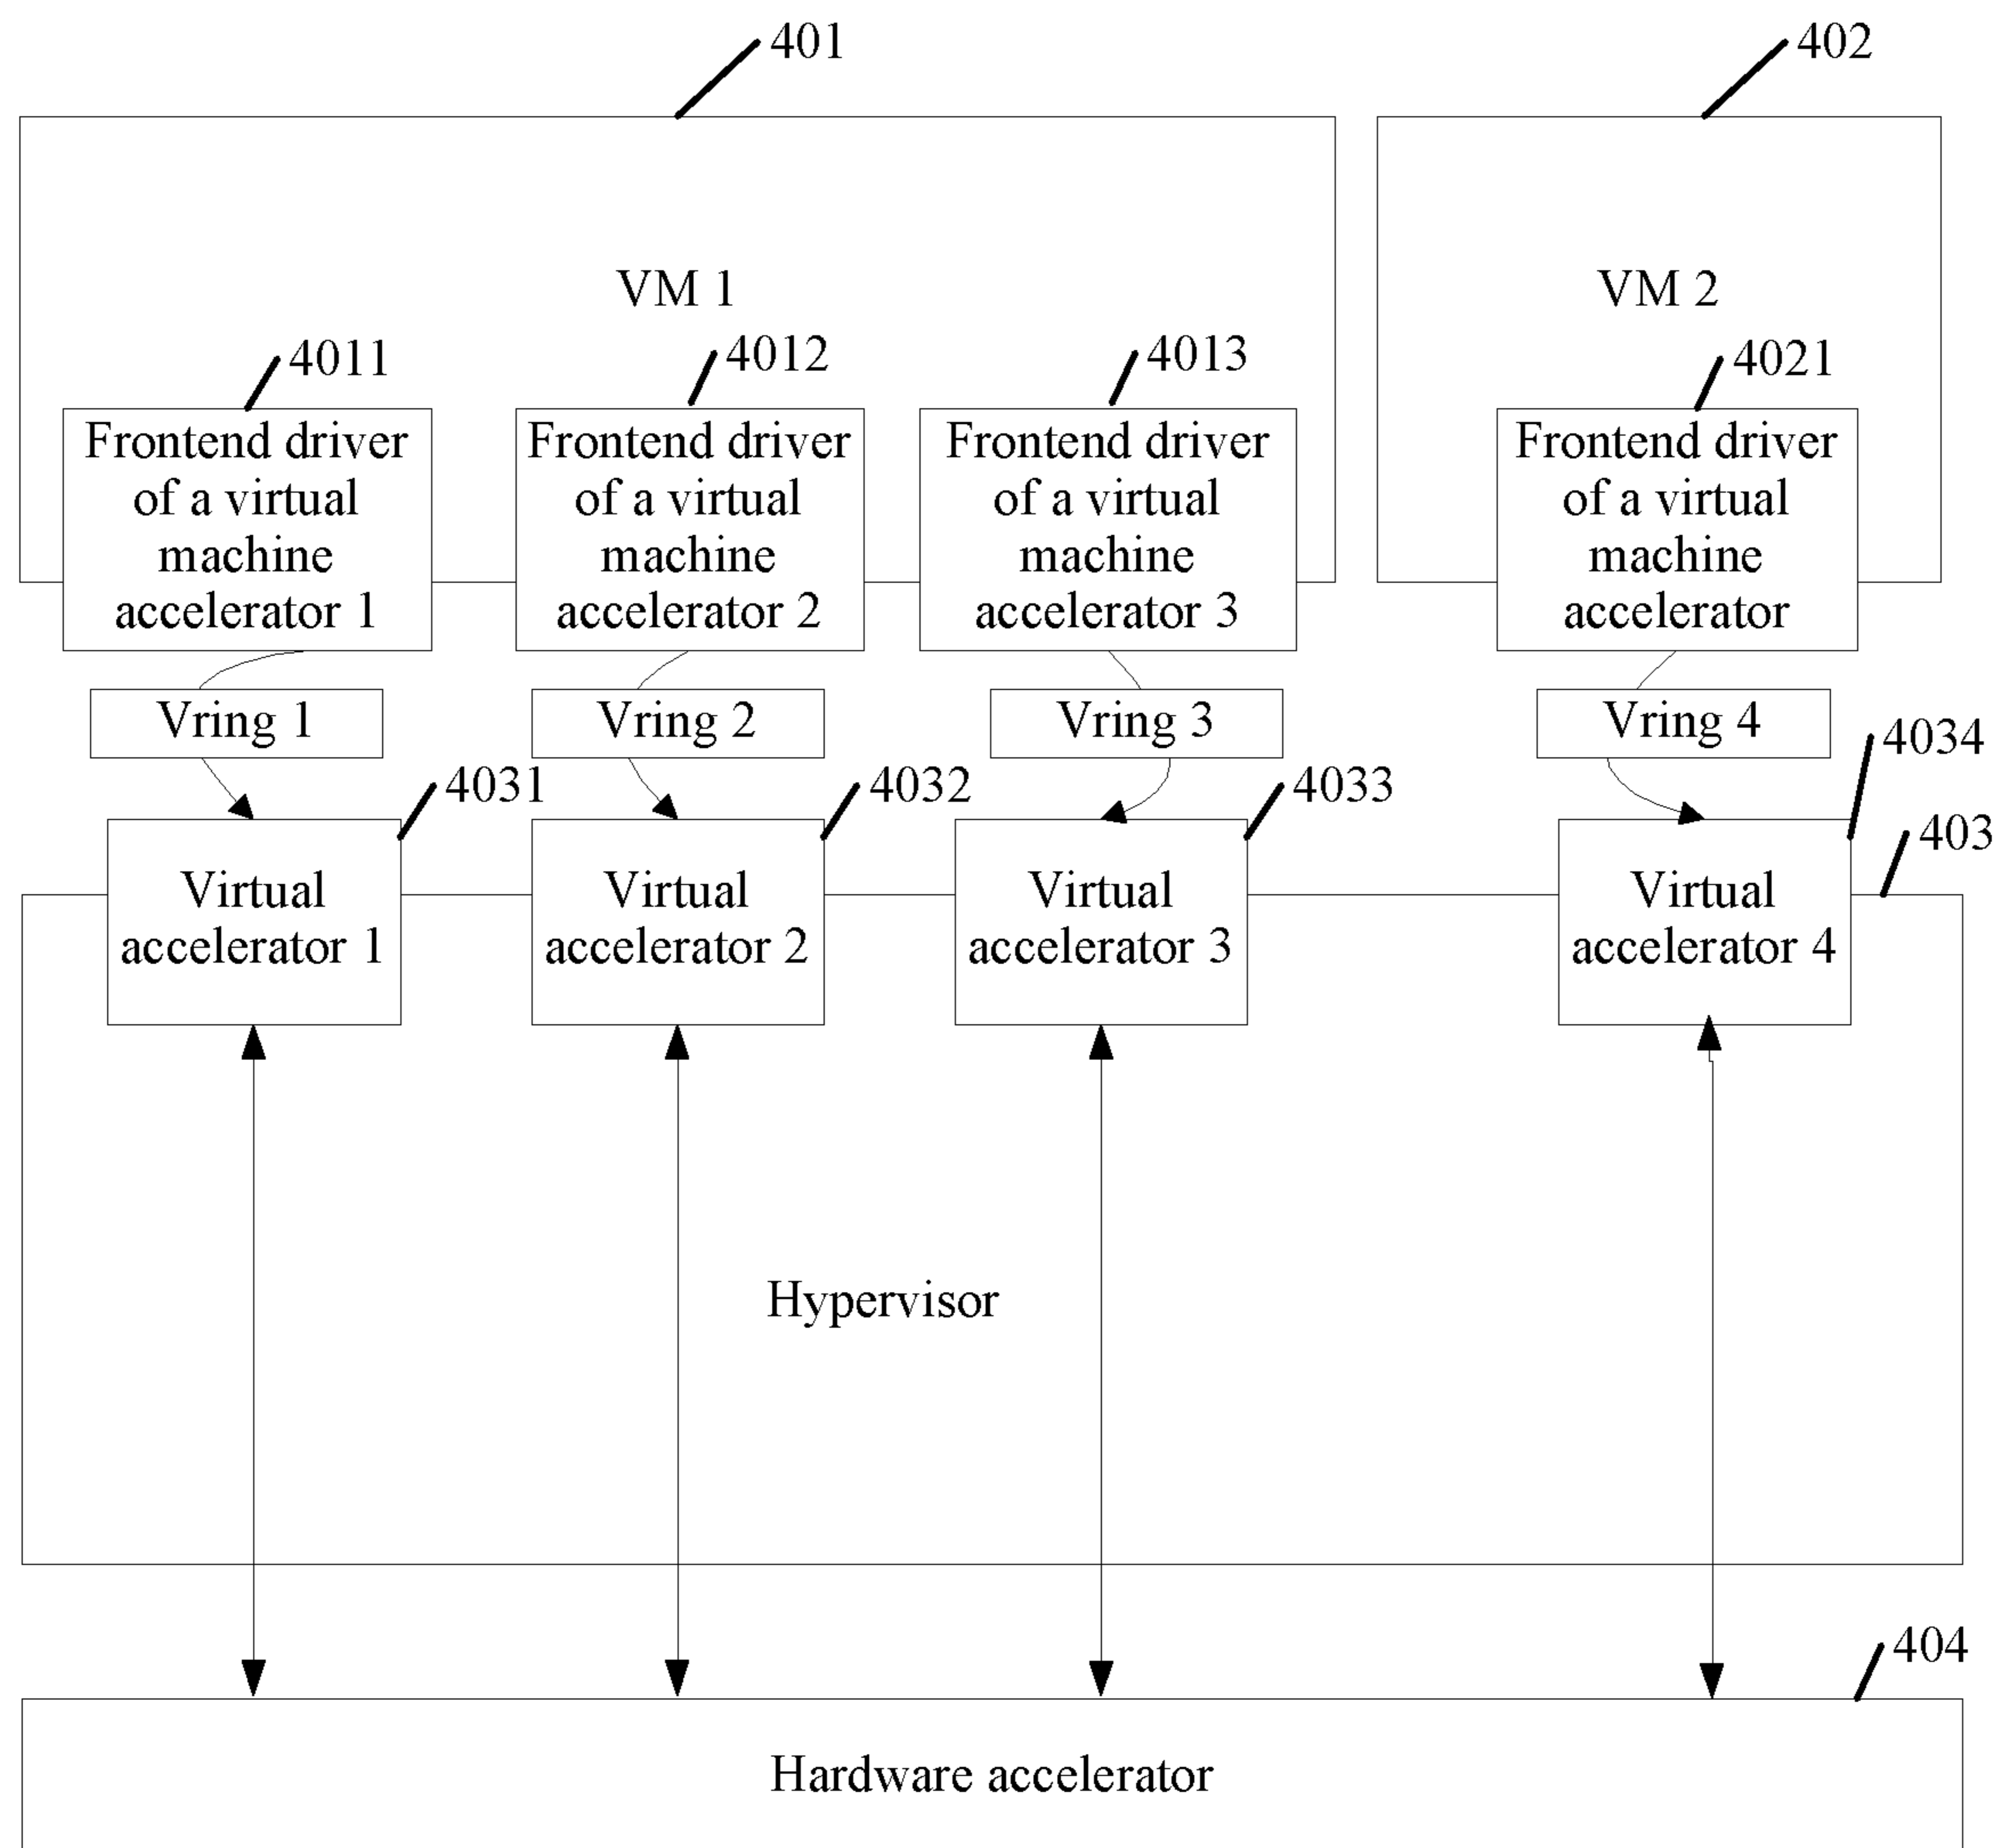 401
402
VM 1
VM 2
4011
4012
4013
4021
Frontend driver
of a virtual
machine
accelerator 1
Frontend driver
of a virtual
machine
accelerator 2
Frontend driver
of a virtual
machine
accelerator 3
Frontend driver
of a virtual
machine
accelerator
Vring 1
Vring 2
Vring 3
Vring 4
4031
4032
4033
4034
403
Virtual
accelerator 1
Virtual
accelerator 2
Virtual
accelerator 3
Virtual
accelerator 4
Hypervisor
404
Hardware accelerator